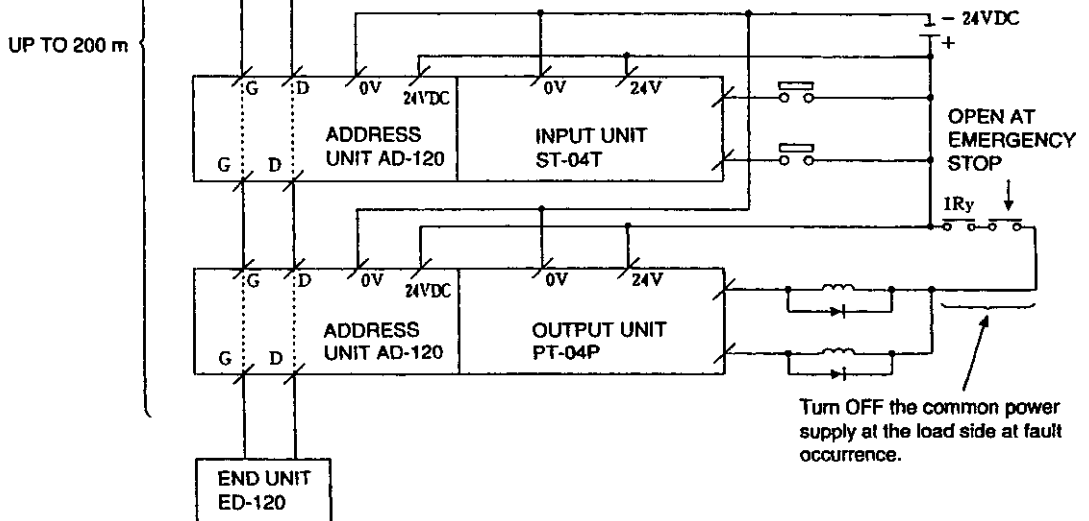 − 24VDC
+
UP TO 200 m
G D 0V 24VDC 0V 24V
ADDRESS
UNIT AD-120
INPUT UNIT
ST-04T
G D
OPEN AT
EMERGENCY
STOP
1Ry
G D 0V 24VDC 0V 24V
ADDRESS
UNIT AD-120
OUTPUT UNIT
PT-04P
G D
Turn OFF the common power
supply at the load side at fault
occurrence.
END UNIT
ED-120